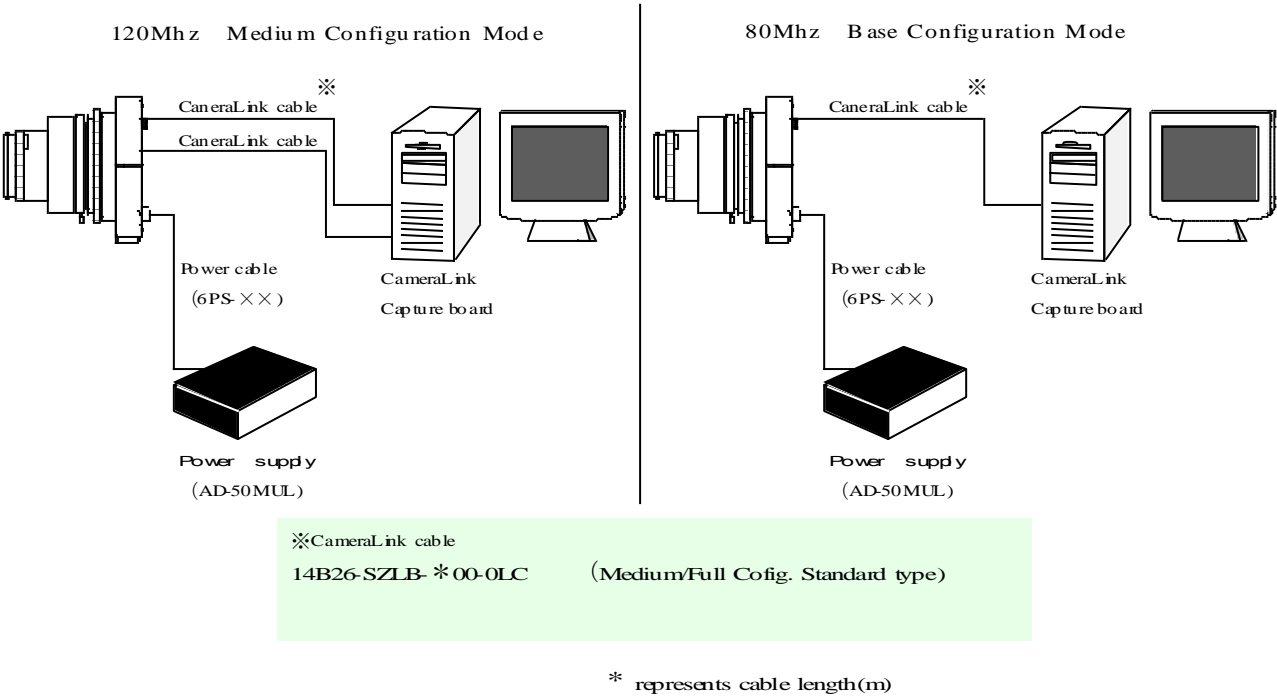 120Mhz Medium Configuration Mode
※
CaneraLink cable
CaneraLink cable
Power cable
(6PS-××)
CameraLink
Capture board
Power supply
(AD-50MUL)
80Mhz Base Configuration Mode
※
CaneraLink cable
Power cable
(6PS-××)
CameraLink
Capture board
Power supply
(AD-50MUL)
※CameraLink cable
14B26-SZLB-＊00-0LC (Medium/Full Cofig. Standard type)
＊ represents cable length(m)